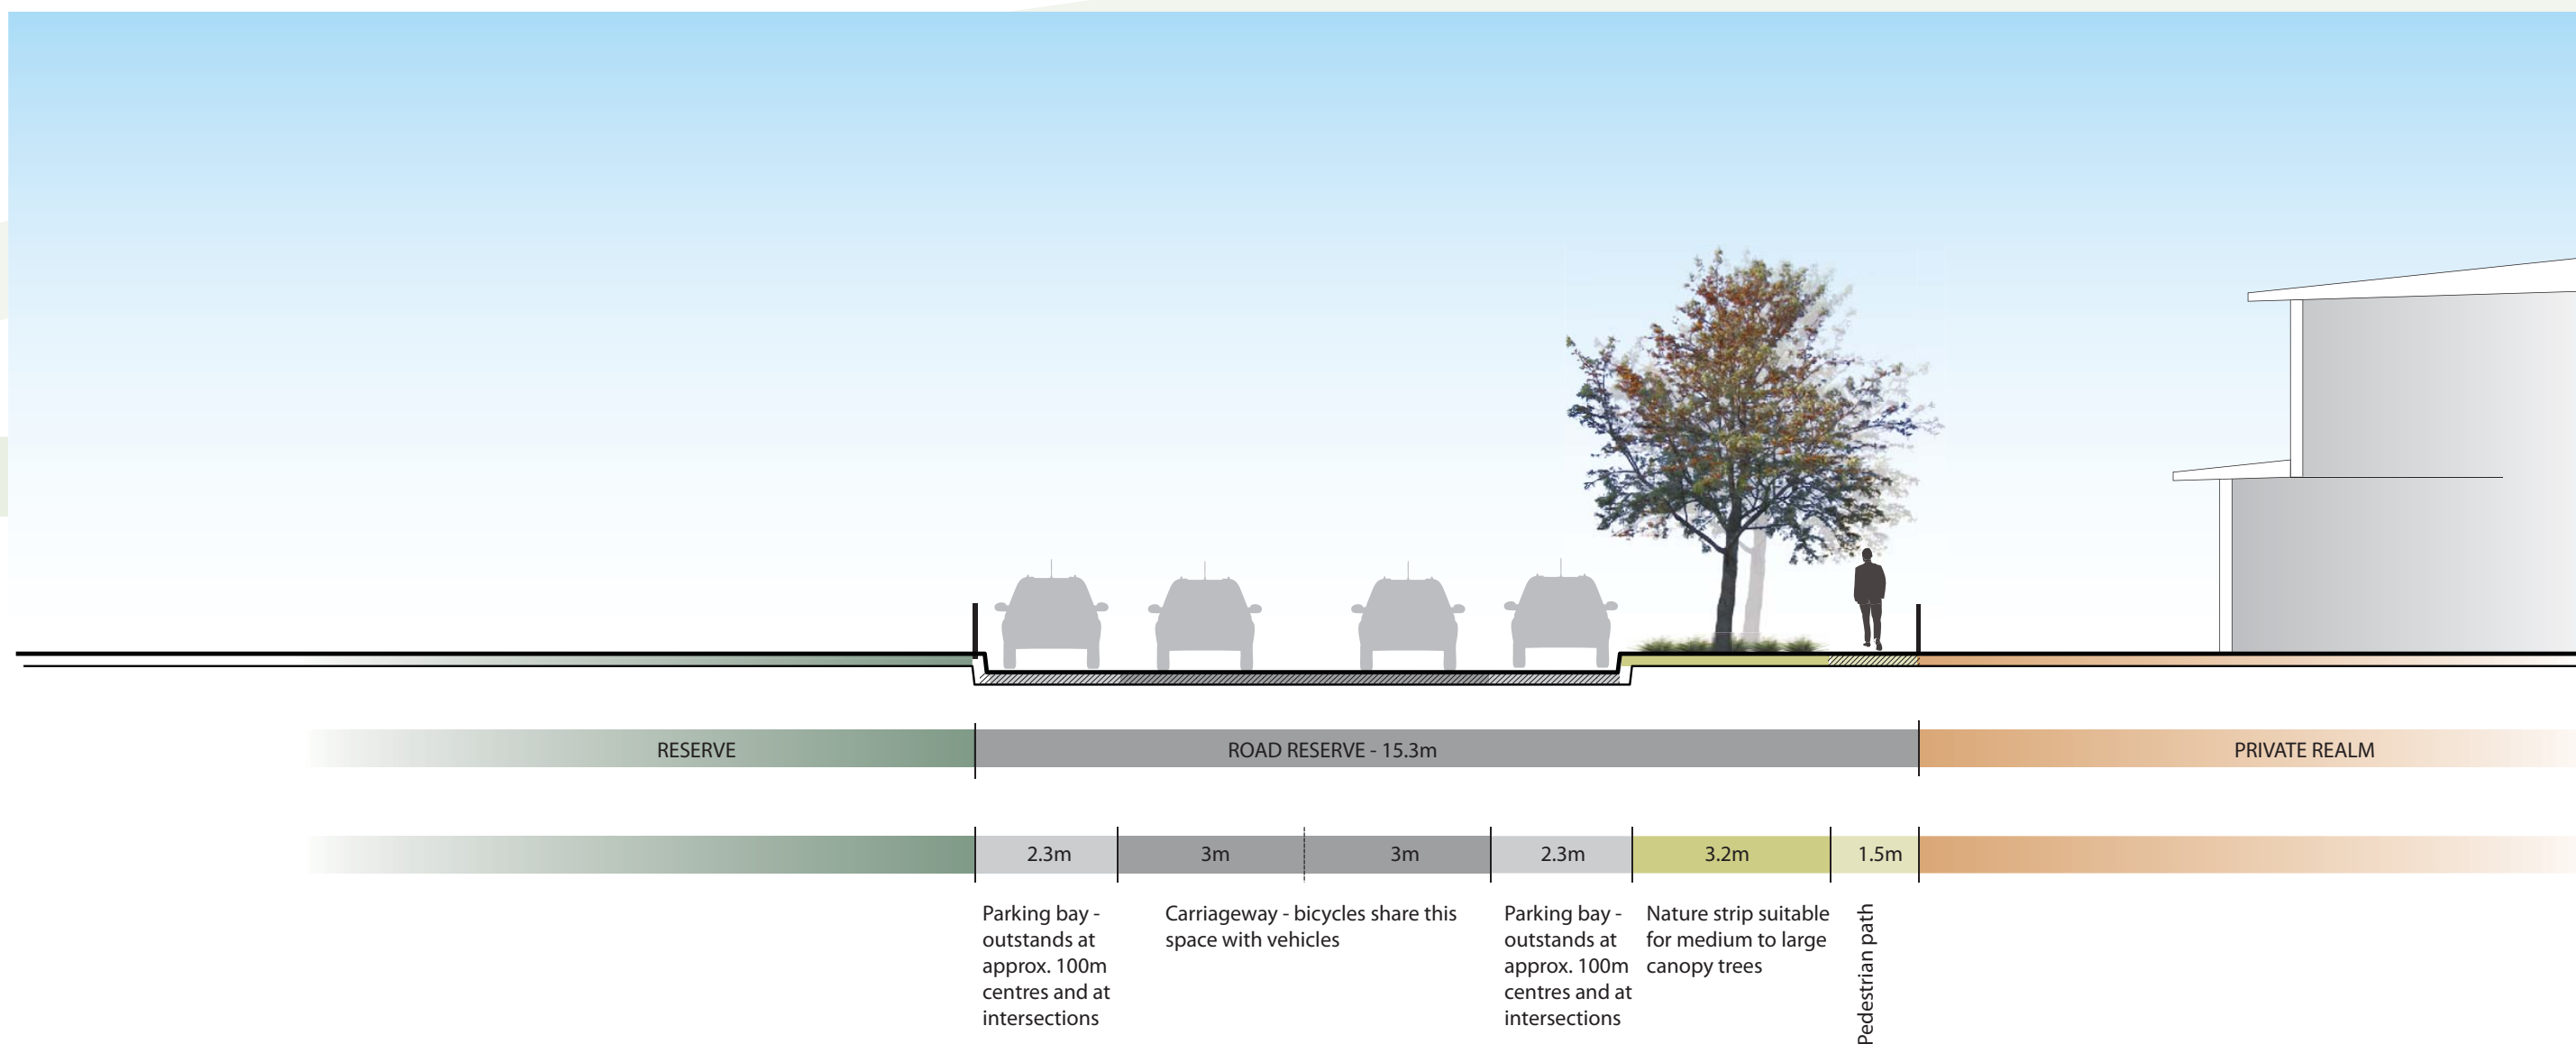 RESERVE
ROAD RESERVE - 15.3m
PRIVATE REALM
2.3m
3m
3m
2.3m
3.2m
1.5m
Parking bay -
outstands at
approx. 100m
centres and at
intersections
Carriageway - bicycles share this
space with vehicles
Parking bay -
outstands at
approx. 100m
centres and at
intersections
Nature strip suitable
for medium to large
canopy trees
Pedestrian path